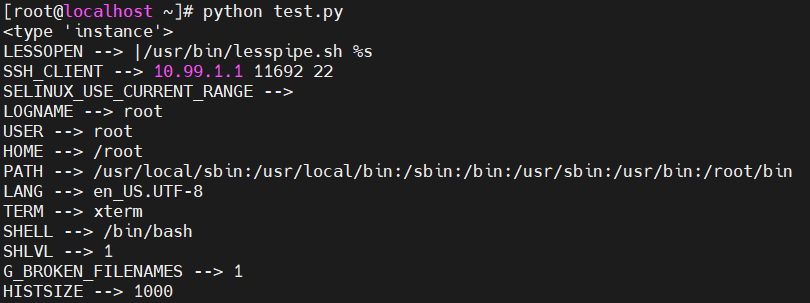 [root@localhost ~]# python test.py
<type 'instance'>
LESSOPEN --> |/usr/bin/lesspipe.sh %s
SSH_CLIENT --> 10.99.1.1 11692 22
SELINUX_USE_CURRENT_RANGE -->
LOGNAME --> root
USER --> root
HOME --> /root
PATH --> /usr/local/sbin:/usr/local/bin:/sbin:/bin:/usr/sbin:/usr/bin:/root/bin
LANG --> en_US.UTF-8
TERM --> xterm
SHELL --> /bin/bash
SHLVL --> 1
G_BROKEN_FILENAMES --> 1
HISTSIZE --> 1000